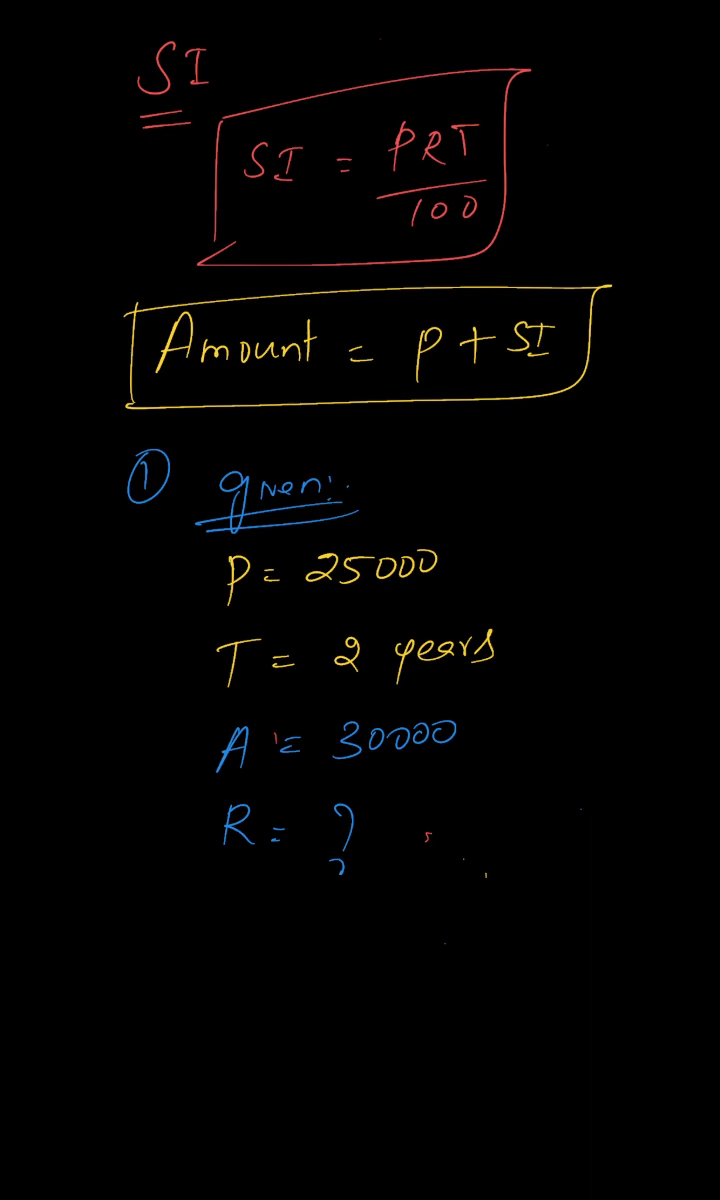 SI
SI = PRT / 100
Amount = P + SI
① given:.
P = 25000
T = 2 years
A = 30000
R = ?